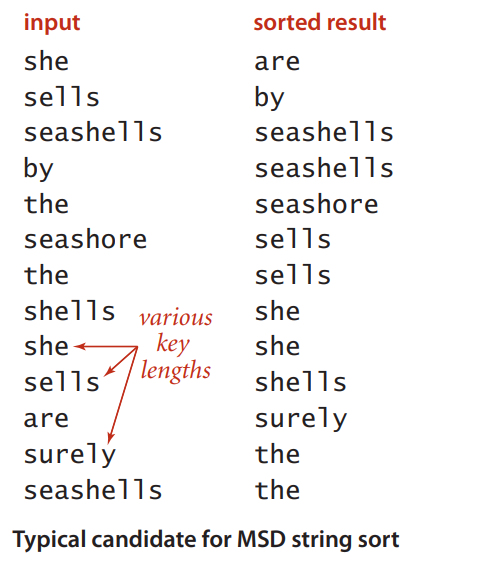 input sorted result
she are
sells by
seashells seashells
by seashells
the seashore
seashore sells
the sells
shells she
she she
sells shells
are surely
surely the
seashells the
various
key
lengths
Typical candidate for MSD string sort